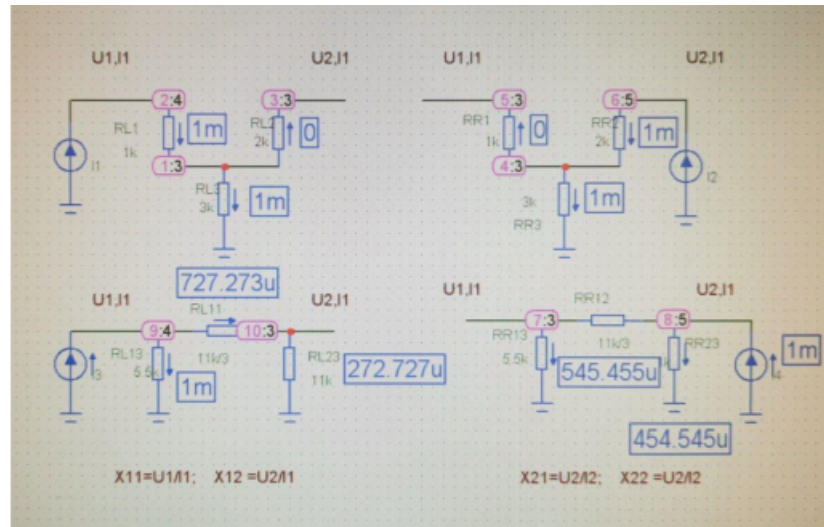 U1,I1 U2,I1 U1,I1 U2,I1
2:4 3:3 5:3 6:5
RL1 1m RL2 0 RR1 0 RR2 1m
1k 2k 1k 2k
I1 1:3 4:3 I2
RL3 1m 3k 1m
3k RR3
727.273u
U1,I1 RL11 U2,I1 U1,I1 RR12 U2,I1
9:4 10:3 7:3 8:5
RL13 11k/3 RL23 RR13 11k/3 RR23
I3 5.5k 1m 11k 272.727u 5.5k 545.455u 1m
454.545u
X11=U1/I1; X12 =U2/I1 X21=U2/I2; X22 =U2/I2